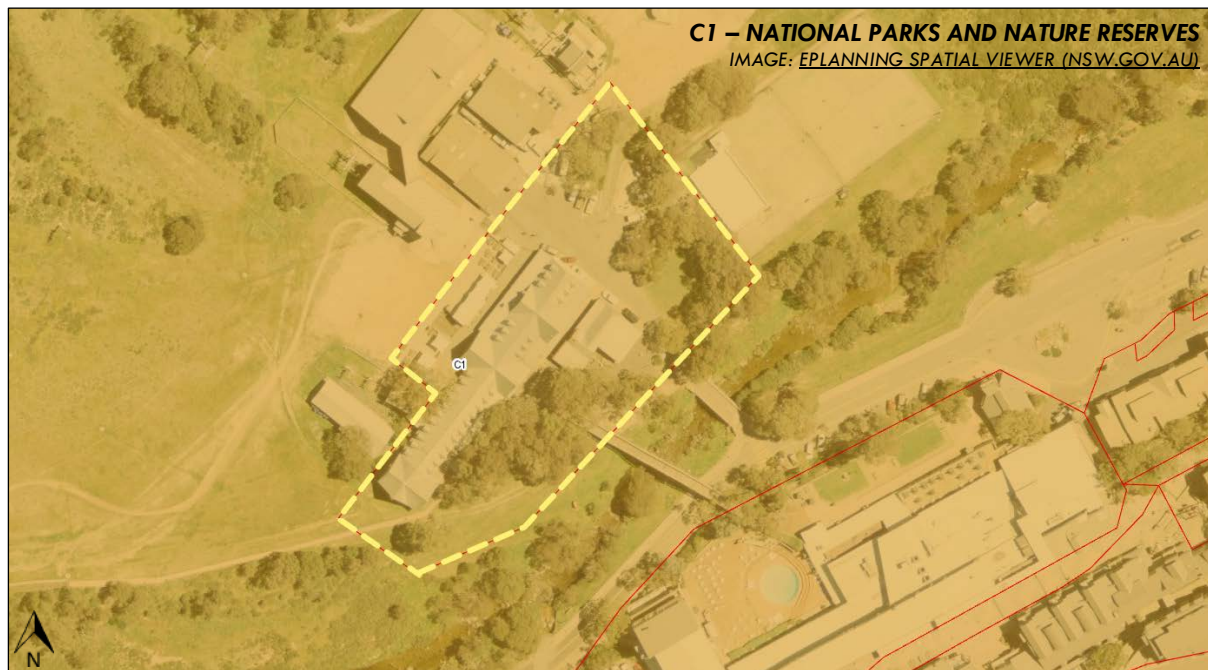 C1 – NATIONAL PARKS AND NATURE RESERVES
IMAGE: EPLANNING SPATIAL VIEWER (NSW.GOV.AU)
C1
N